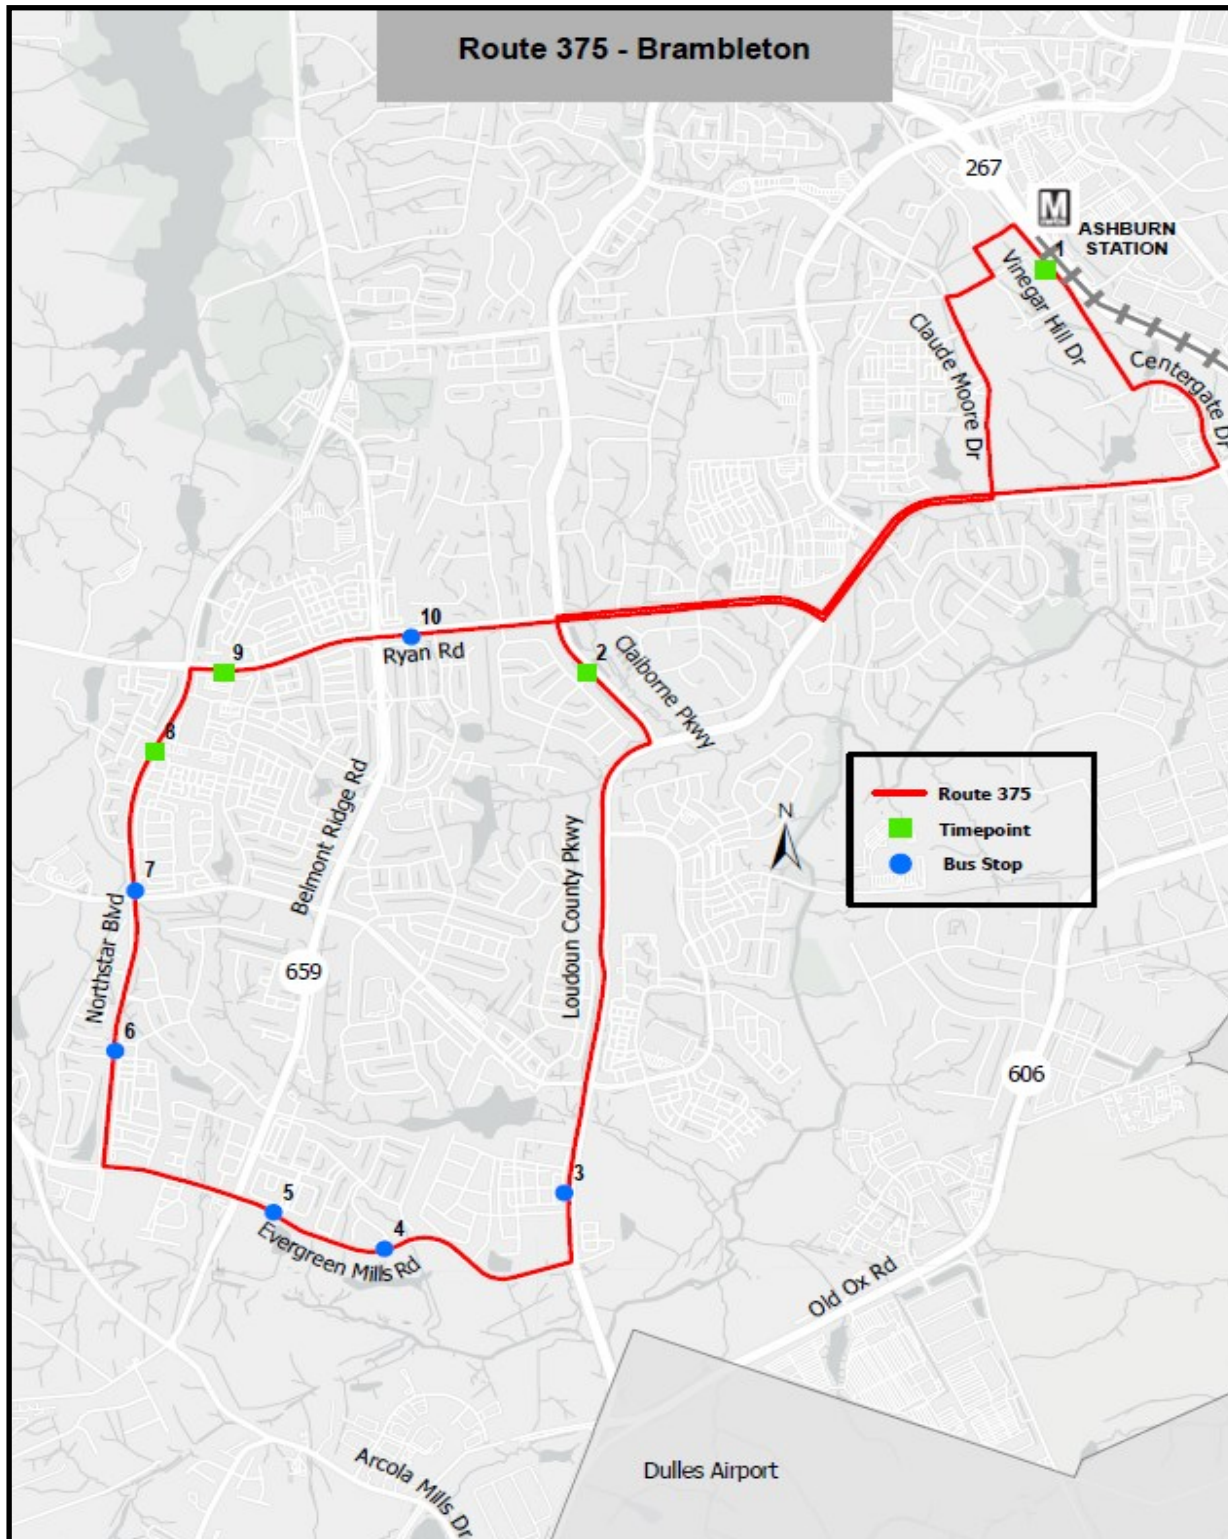 Route 375 - Brambleton
267
M
ASHBURN
STATION
1
Vinegar Hill Dr
Claude Moore Dr
Centergate Dr
10
Ryan Rd
9
2
Claiborne Pkwy
8
Belmont Ridge Rd
Route 375
Timepoint
Bus Stop
N
Loudoun County Pkwy
7
Northstar Blvd
659
6
606
3
5
4
Evergreen Mills Rd
Old Ox Rd
Arcola Mills Dr
Dulles Airport